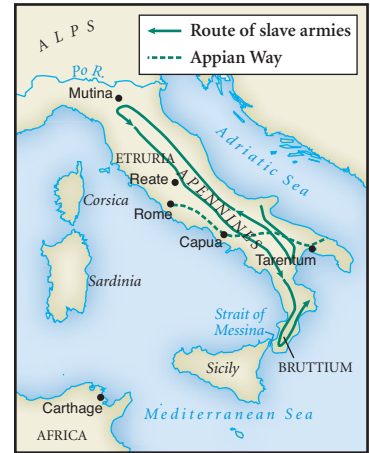 Route of slave armies
Appian Way
ALPS
Po R.
Mutina
Adriatic Sea
ETRURIA
Reate
APENNINES
Corsica
Rome
Capua
Tarentum
Sardinia
Strait of
Messina
Sicily
BRUTTIUM
Carthage
Mediterranean Sea
AFRICA